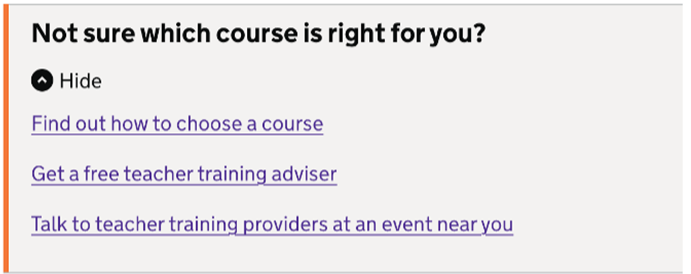 Not sure which course is right for you?
Hide
Find out how to choose a course
Get a free teacher training adviser
Talk to teacher training providers at an event near you